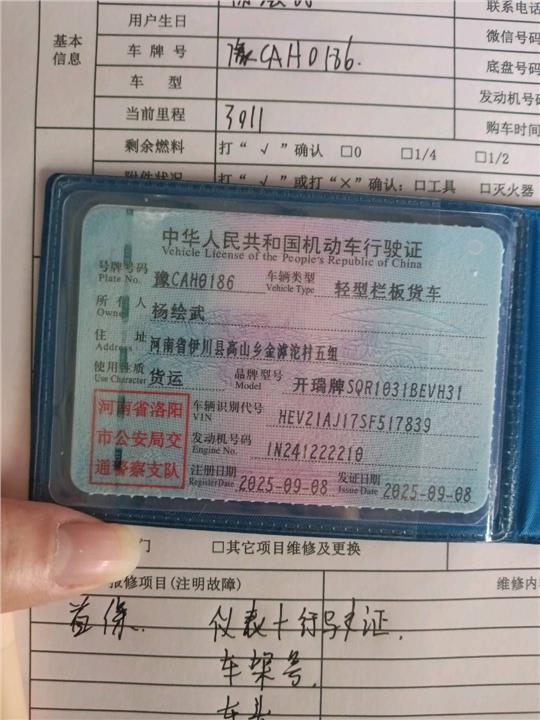 联系电话
用户生日
微信号码
基本
信息
车牌号
豫CAH0186.
底盘号码
车 型
发动机号码
当前里程
3911
购车时间
剩余燃料
打“√”确认 □0 □1/4 □1/2
附件状况
打“√”或打“×”确认：□工具 □灭火器
中华人民共和国机动车行驶证
Vehicle License of the People's Republic of China
号牌号码
Plate No.
豫CAH0186
车辆类型
Vehicle Type
轻型栏板货车
所有人
Owner
杨绘武
住 址
Address
河南省伊川县高山乡金滹沱村五组
使用性质
Use Character
货运
品牌型号
Model
开瑞牌SQR1031BEVH31
河南省洛阳
市公安局交
通警察支队
车辆识别代号
VIN
HEV21AJ17SF517839
发动机号码
Engine No.
1N241222210
注册日期
Register Date
2025-09-08
发证日期
Issue Date
2025-09-08
门 □其它项目维修及更换
报修项目(注明故障)
维修内
首保.
仪表+行驶证.
车架号.
车头